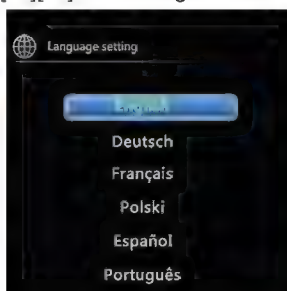 Language setting
Deutsch
Français
Polski
Español
Português